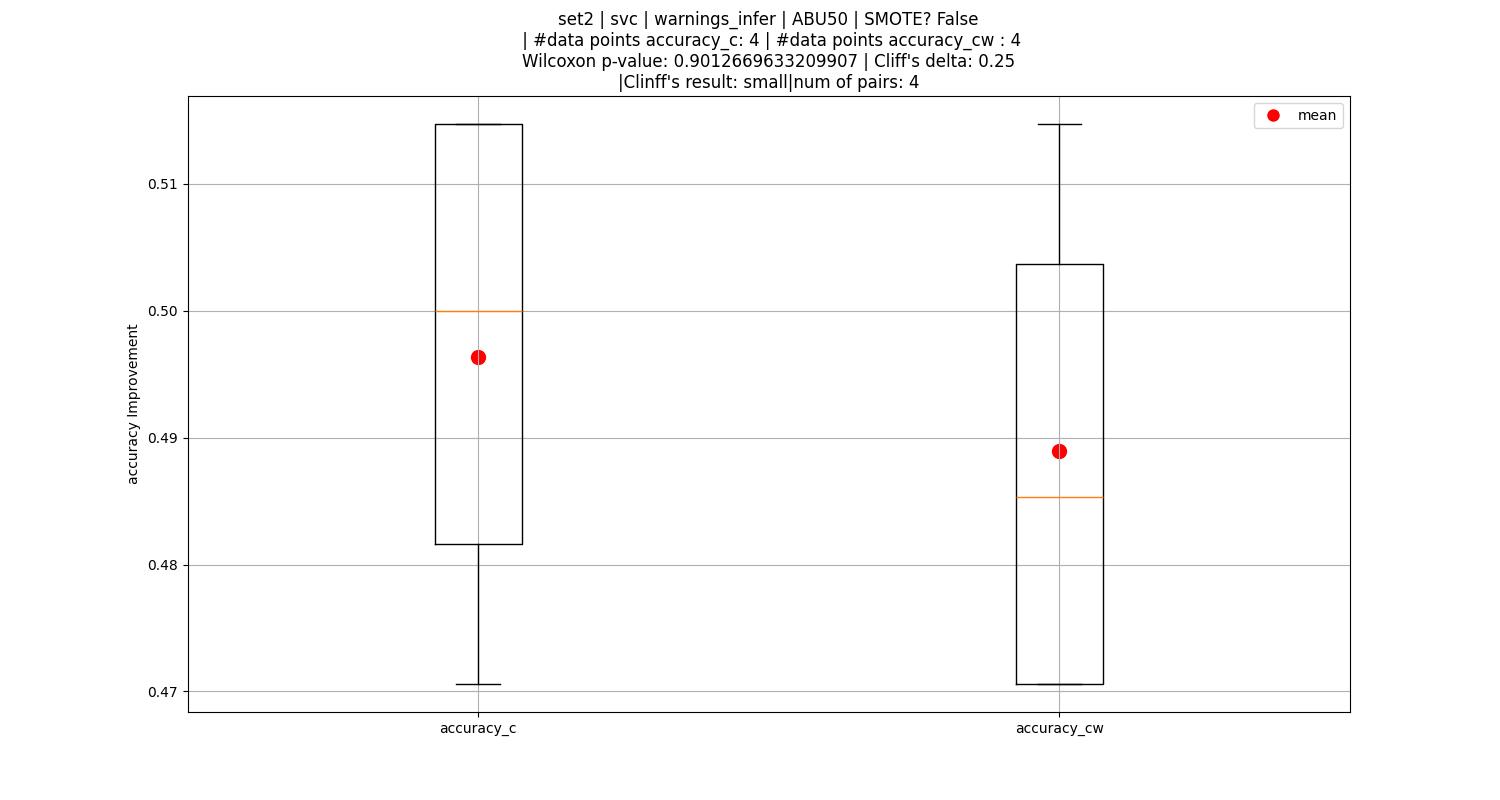 set2 | svc | warnings_infer | ABU50 | SMOTE? False
| #data points accuracy_c: 4 | #data points accuracy_cw : 4
Wilcoxon p-value: 0.9012669633209907 | Cliff's delta: 0.25
|Clinff's result: small|num of pairs: 4
mean
0.51
0.50
0.49
0.48
0.47
accuracy Improvement
accuracy_c
accuracy_cw